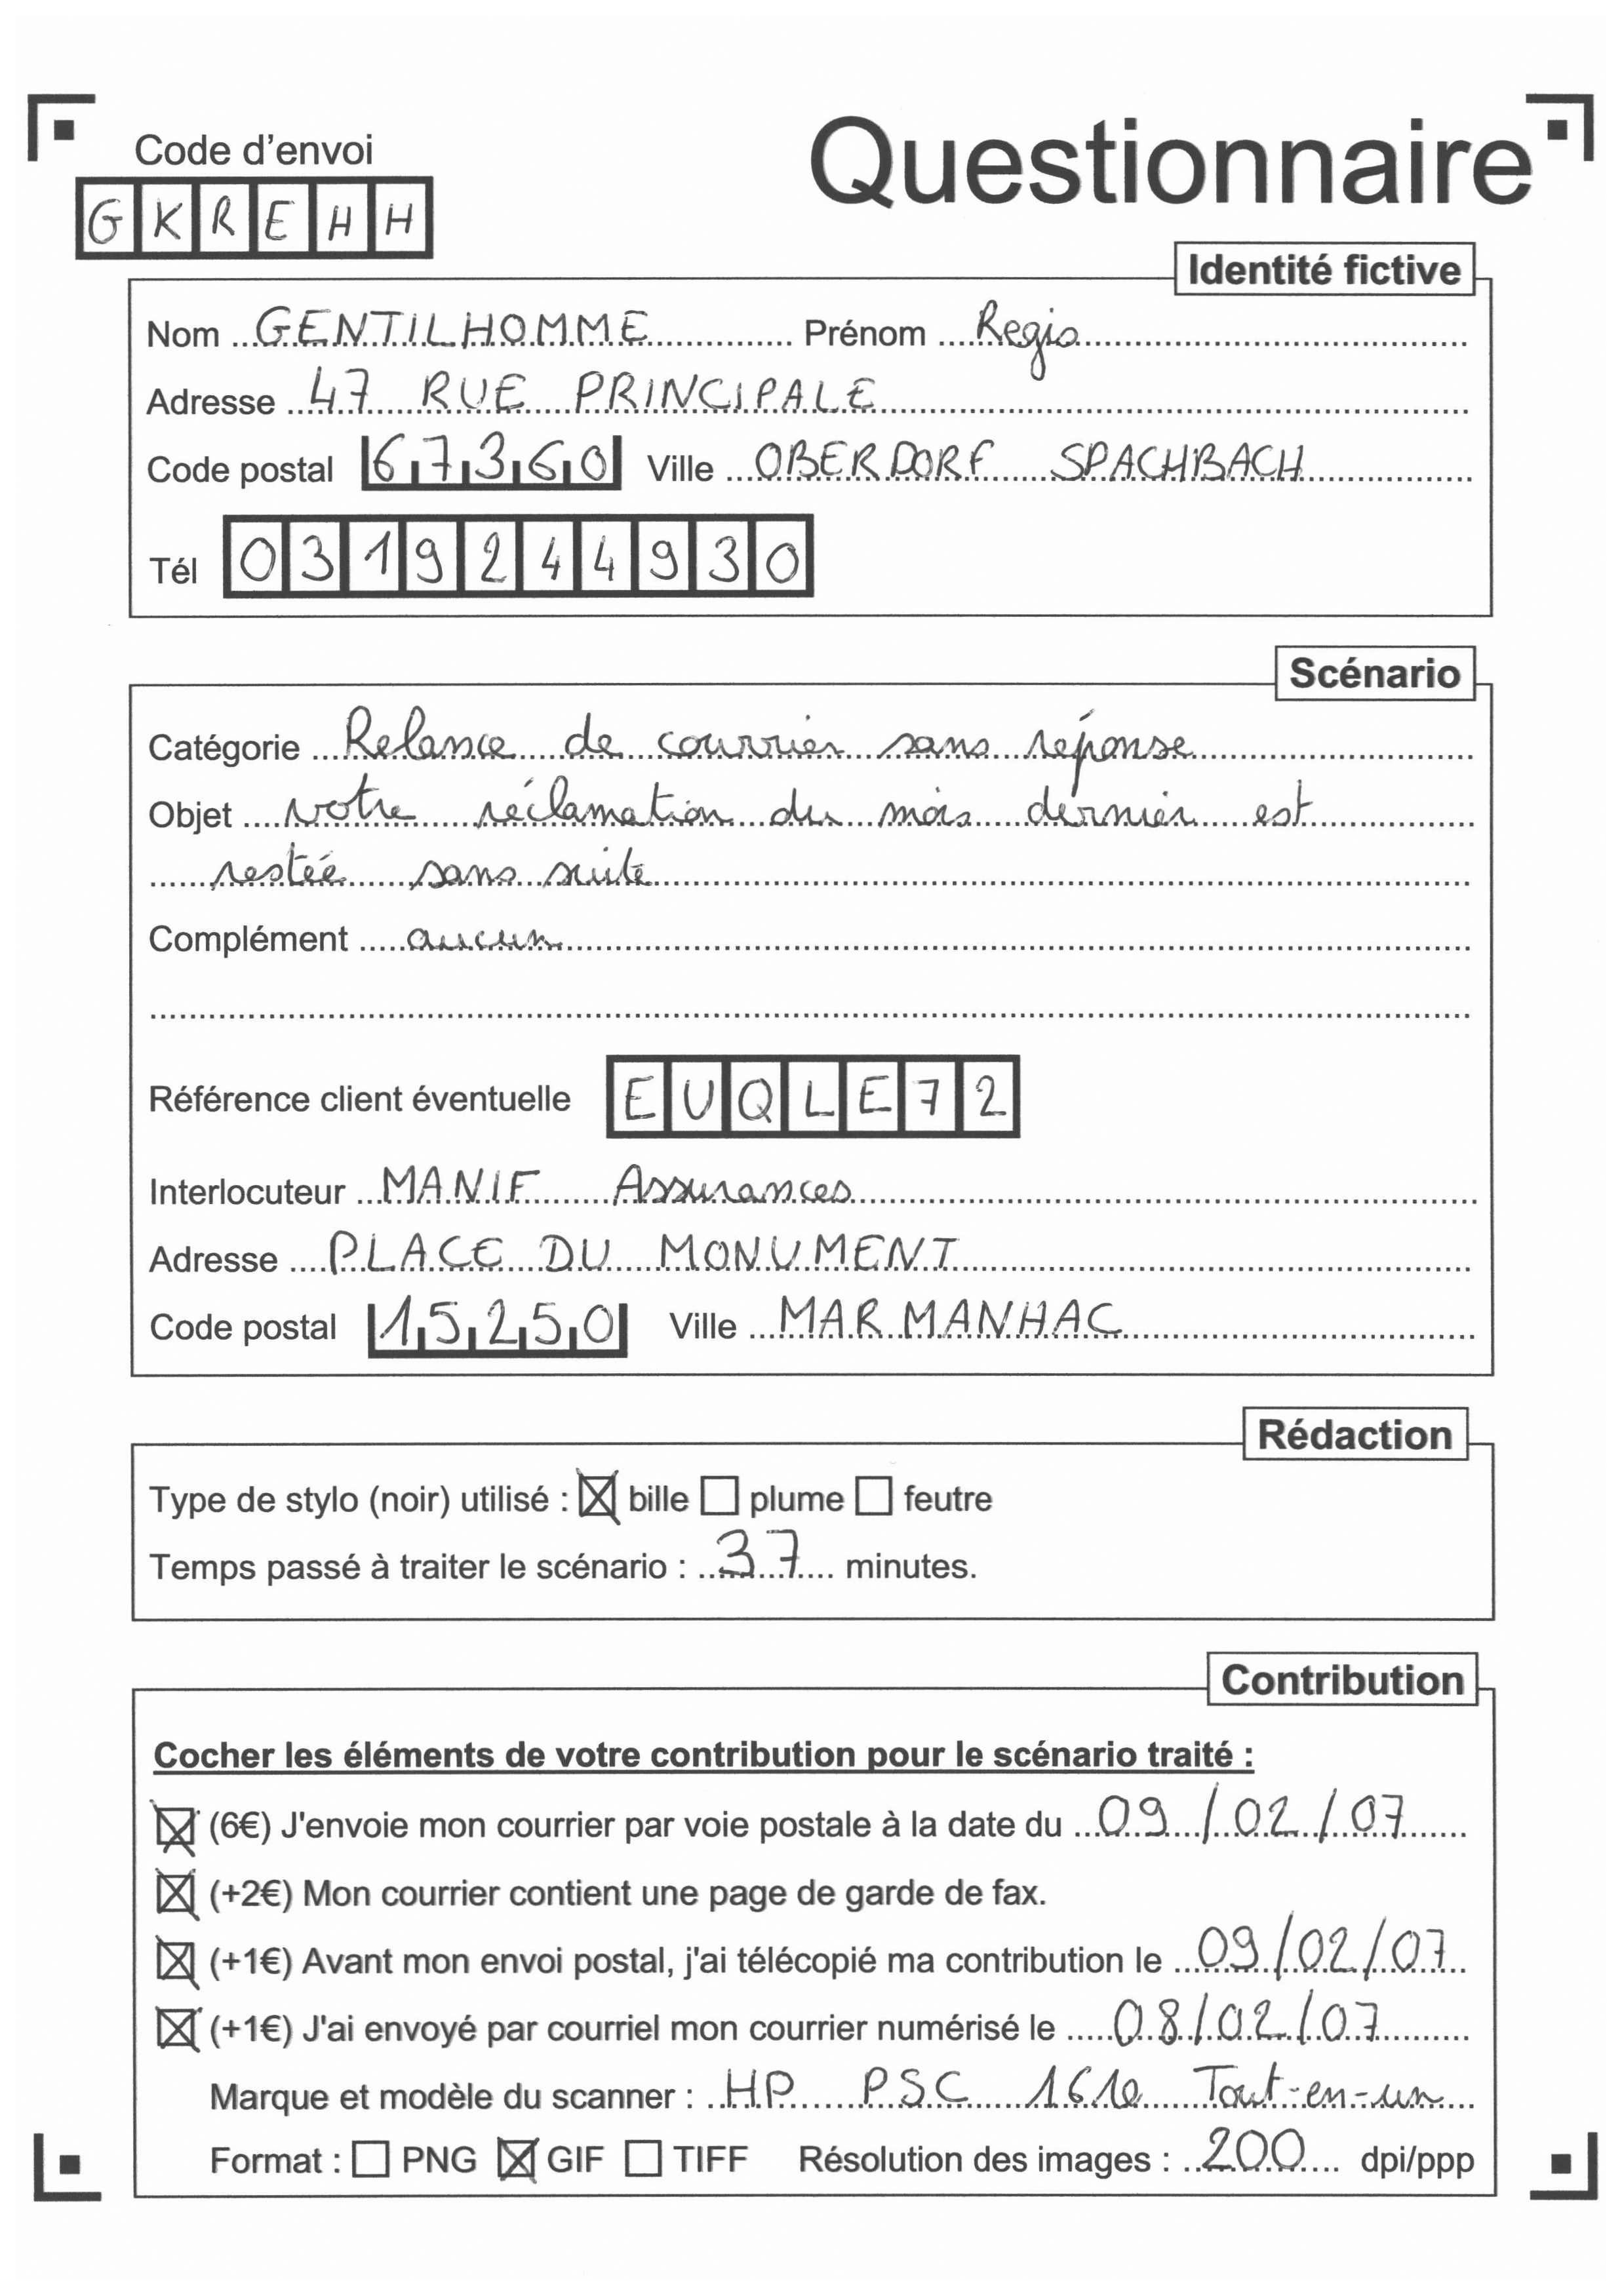 Code d'envoi
Questionnaire
GKREHH
Identité fictive
Nom GENTILHOMME Prénom Regis
Adresse 47 RUE PRINCIPALE
Code postal 67360 Ville OBERDORF SPACHBACH
Tél 0319244930
Scénario
Catégorie Relance de courrier sans réponse
Objet votre réclamation du mois dernier est
restée sans suite
Complément aucun
Référence client éventuelle EUQLE72
Interlocuteur MANIF Assurances
Adresse PLACE DU MONUMENT
Code postal 15250 Ville MARMANHAC
Rédaction
Type de stylo (noir) utilisé : ☒ bille ☐ plume ☐ feutre
Temps passé à traiter le scénario : 37 minutes.
Contribution
Cocher les éléments de votre contribution pour le scénario traité :
☒ (6€) J'envoie mon courrier par voie postale à la date du 09/02/07
☒ (+2€) Mon courrier contient une page de garde de fax.
☒ (+1€) Avant mon envoi postal, j'ai télécopié ma contribution le 09/02/07
☒ (+1€) J'ai envoyé par courriel mon courrier numérisé le 08/02/07
Marque et modèle du scanner : HP PSC 1610 Tout-en-un
Format : ☐ PNG ☒ GIF ☐ TIFF Résolution des images : 200 dpi/ppp